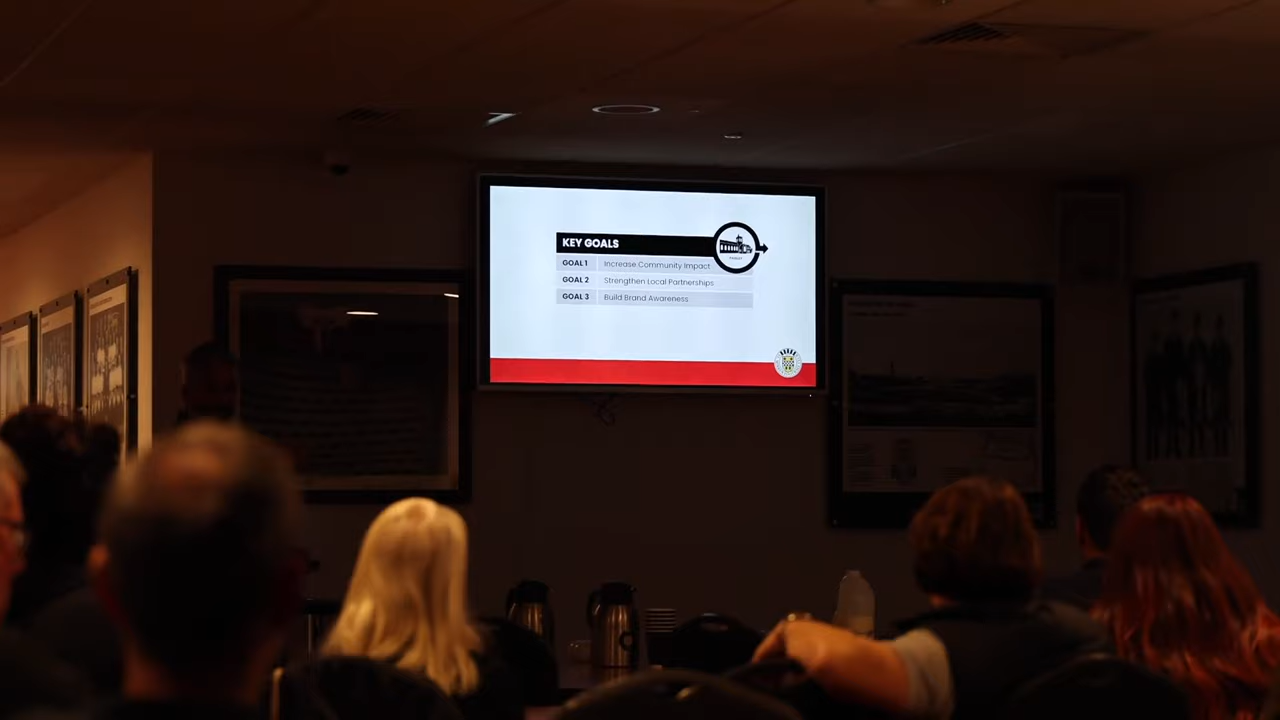 KEY GOALS
GOAL 1 Increase Community Impact
GOAL 2 Strengthen Local Partnerships
GOAL 3 Build Brand Awareness